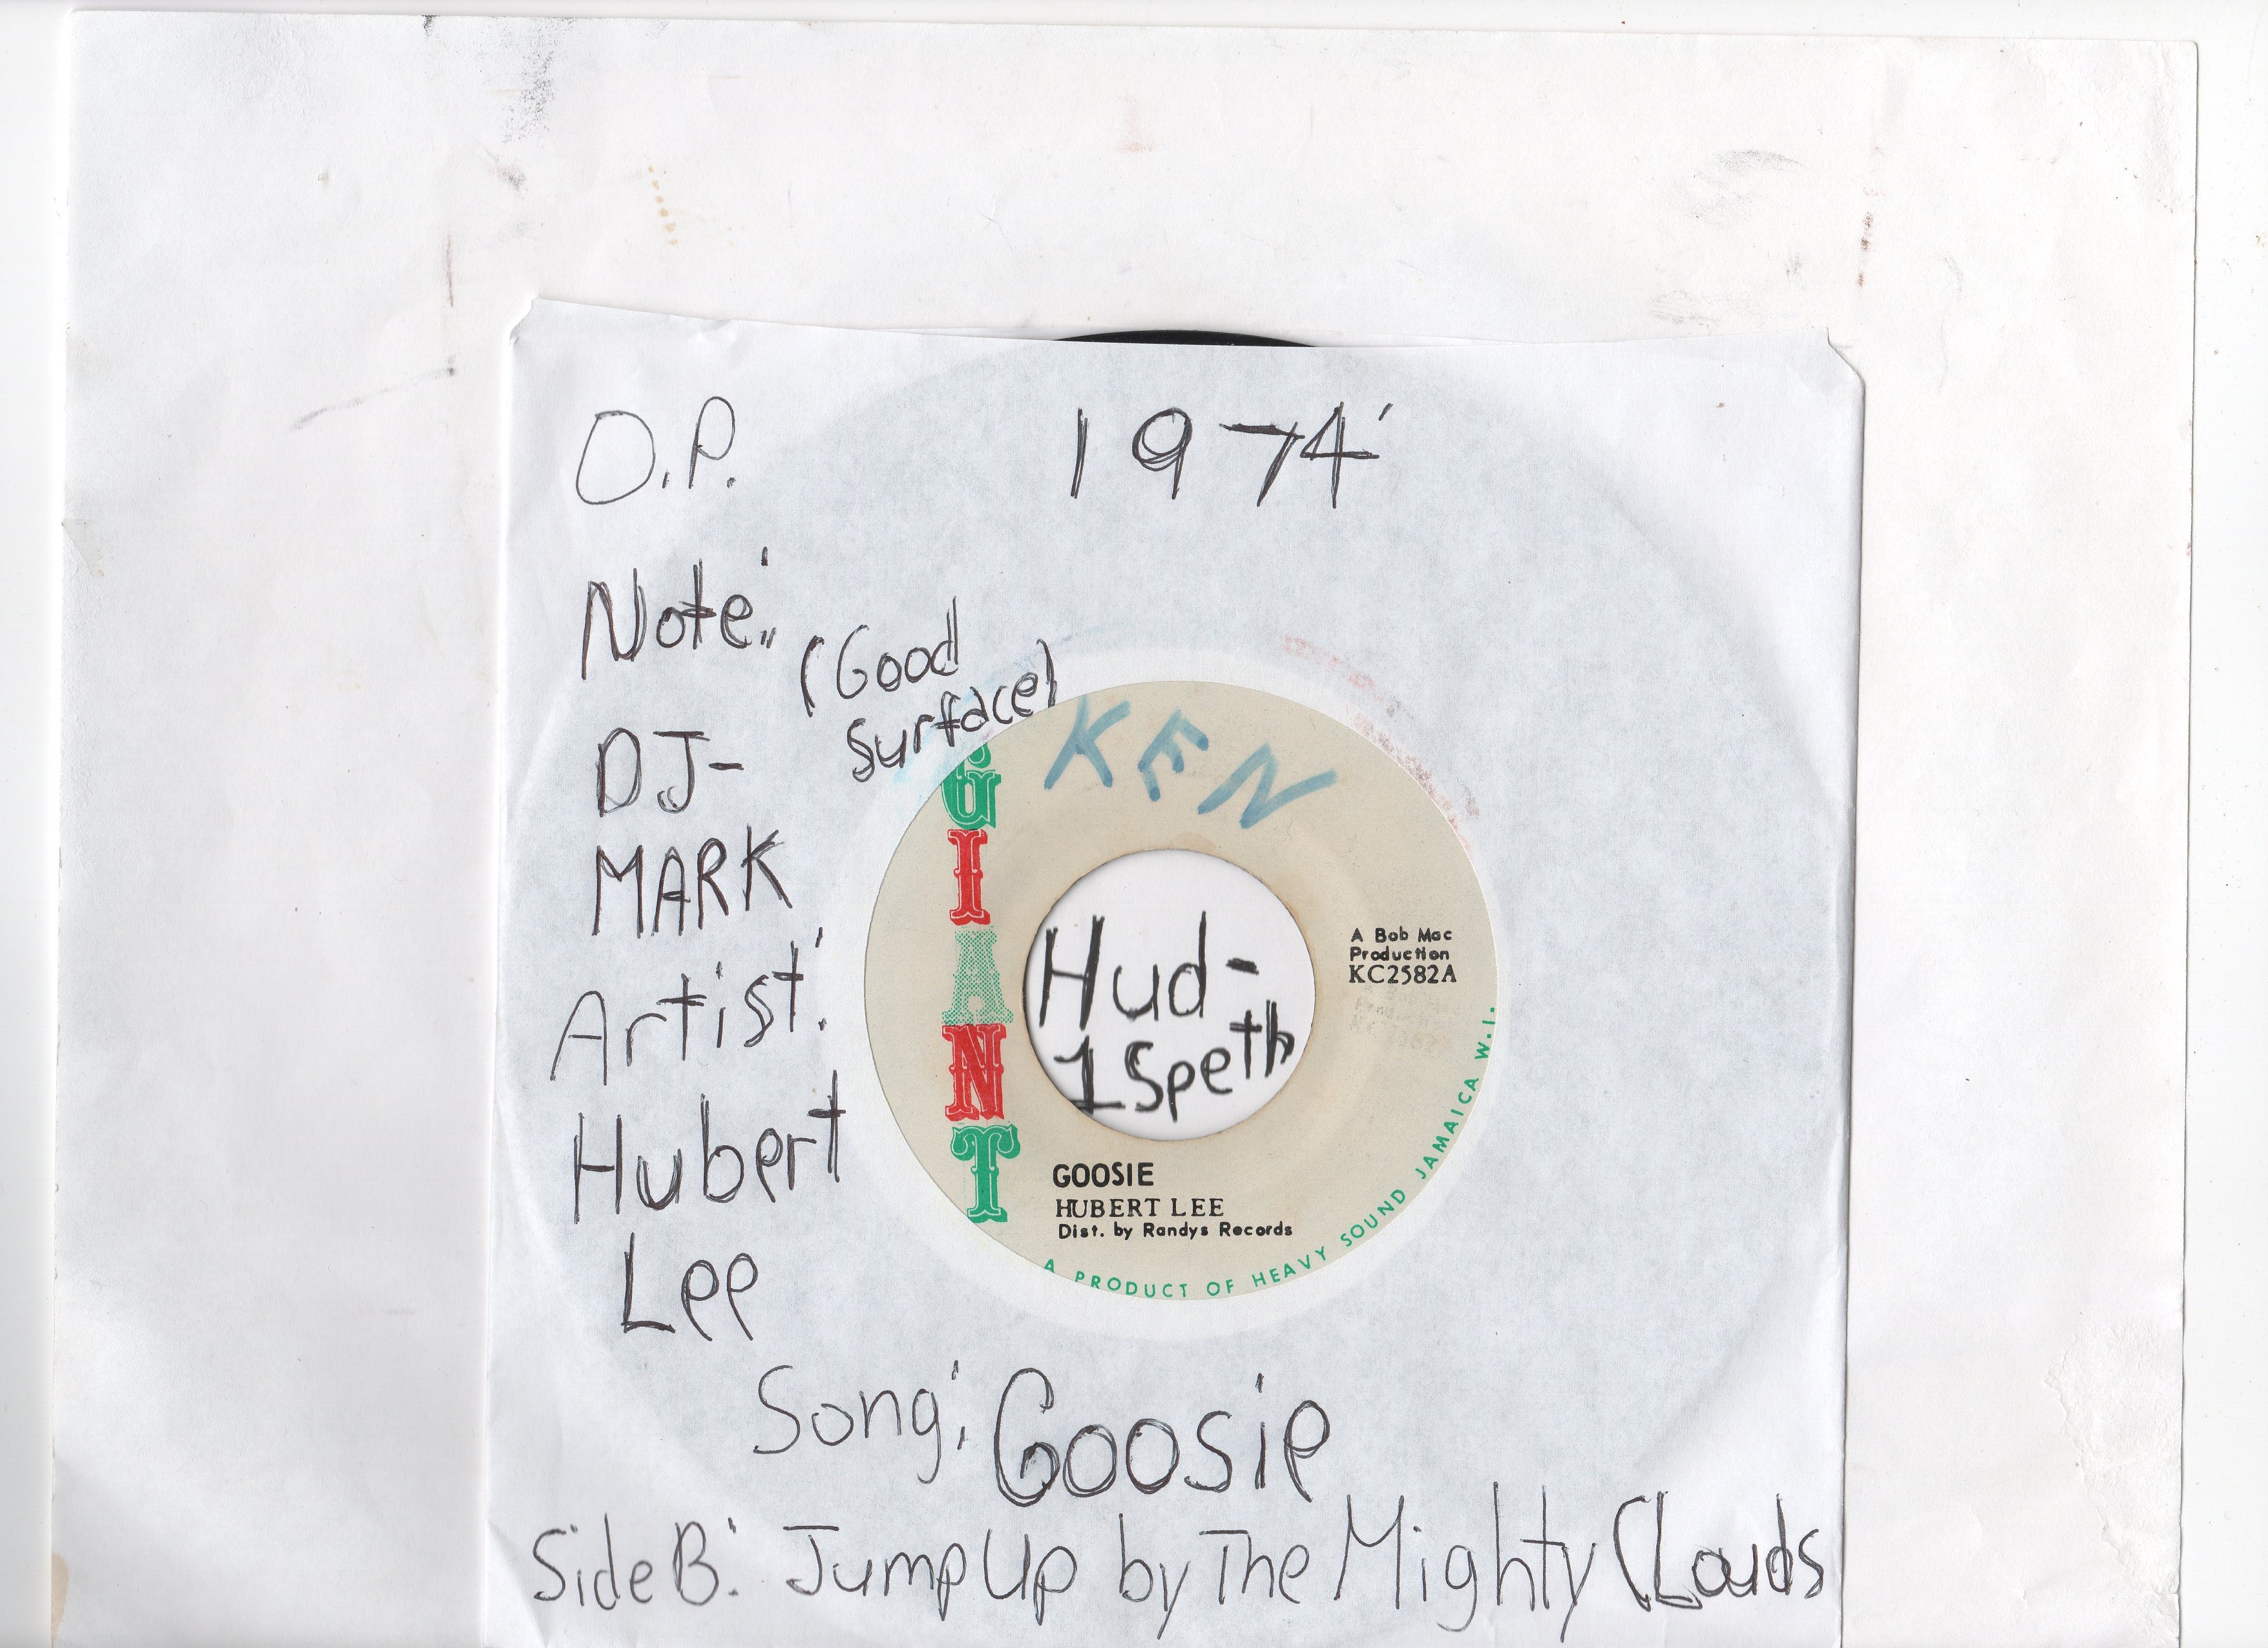 O.P. 1974'
Note:
(Good
Surface)
DJ-
MARK
Artist:
Hubert
Lee
KEN
GIANT
Hud-
1Speth
A Bob Mac
Production
KC2582A
GOOSIE
HUBERT LEE
Dist. by Randys Records
A PRODUCT OF HEAVY SOUND JAMAICA W.I.
Song: Goosie
Side B: Jump Up by The Mighty CLouds